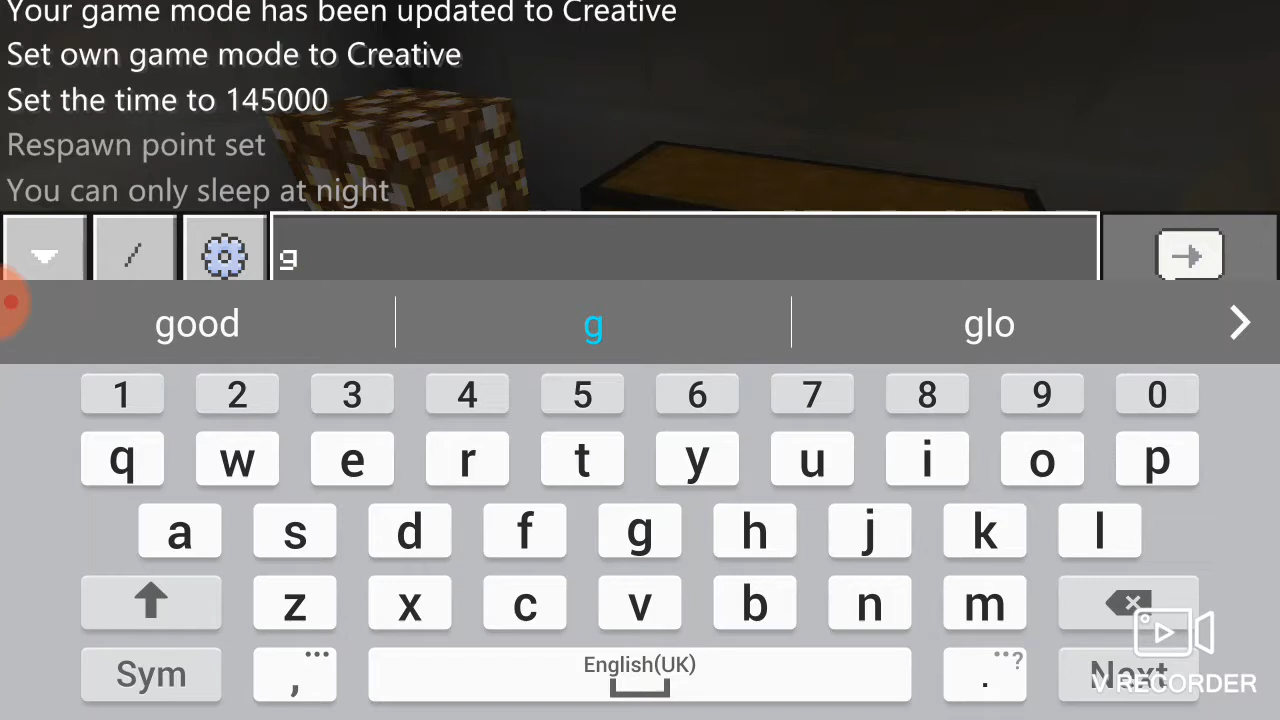 Your game mode has been updated to Creative
Set own game mode to Creative
Set the time to 145000
Respawn point set
You can only sleep at night
/ g
good g glo
1 2 3 4 5 6 7 8 9 0
q w e r t y u i o p
a s d f g h j k l
z x c v b n m
Sym , English(UK) . ? Next
V RECORDER